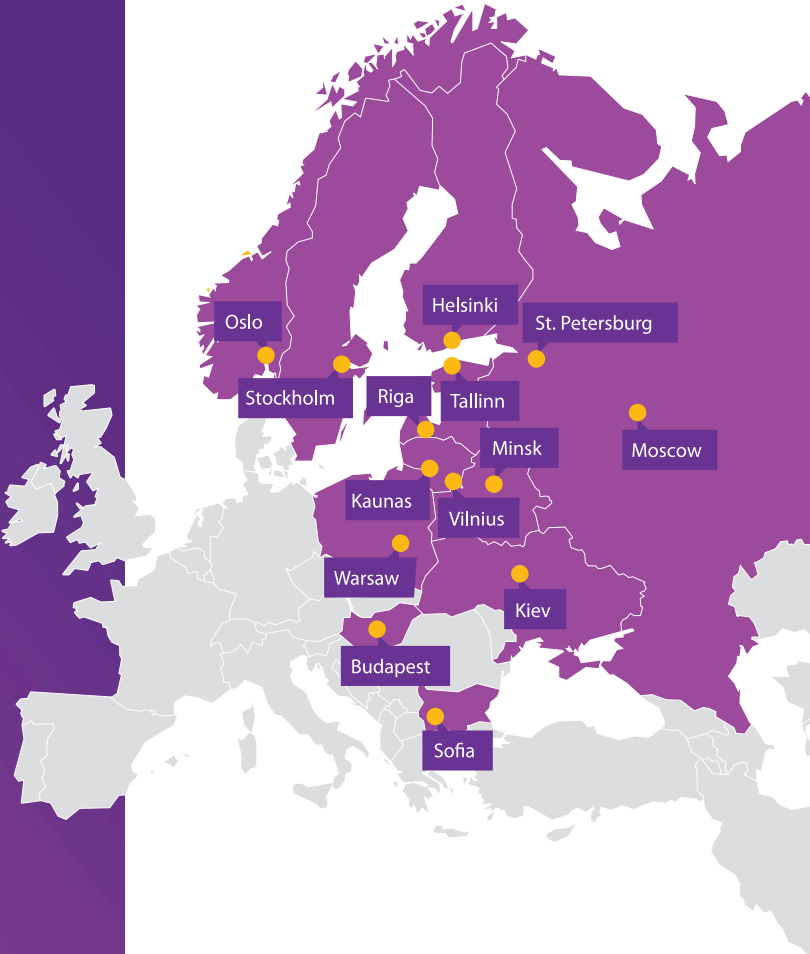 Helsinki
Oslo
St. Petersburg
Stockholm
Riga
Tallinn
Minsk
Moscow
Kaunas
Vilnius
Warsaw
Kiev
Budapest
Sofia